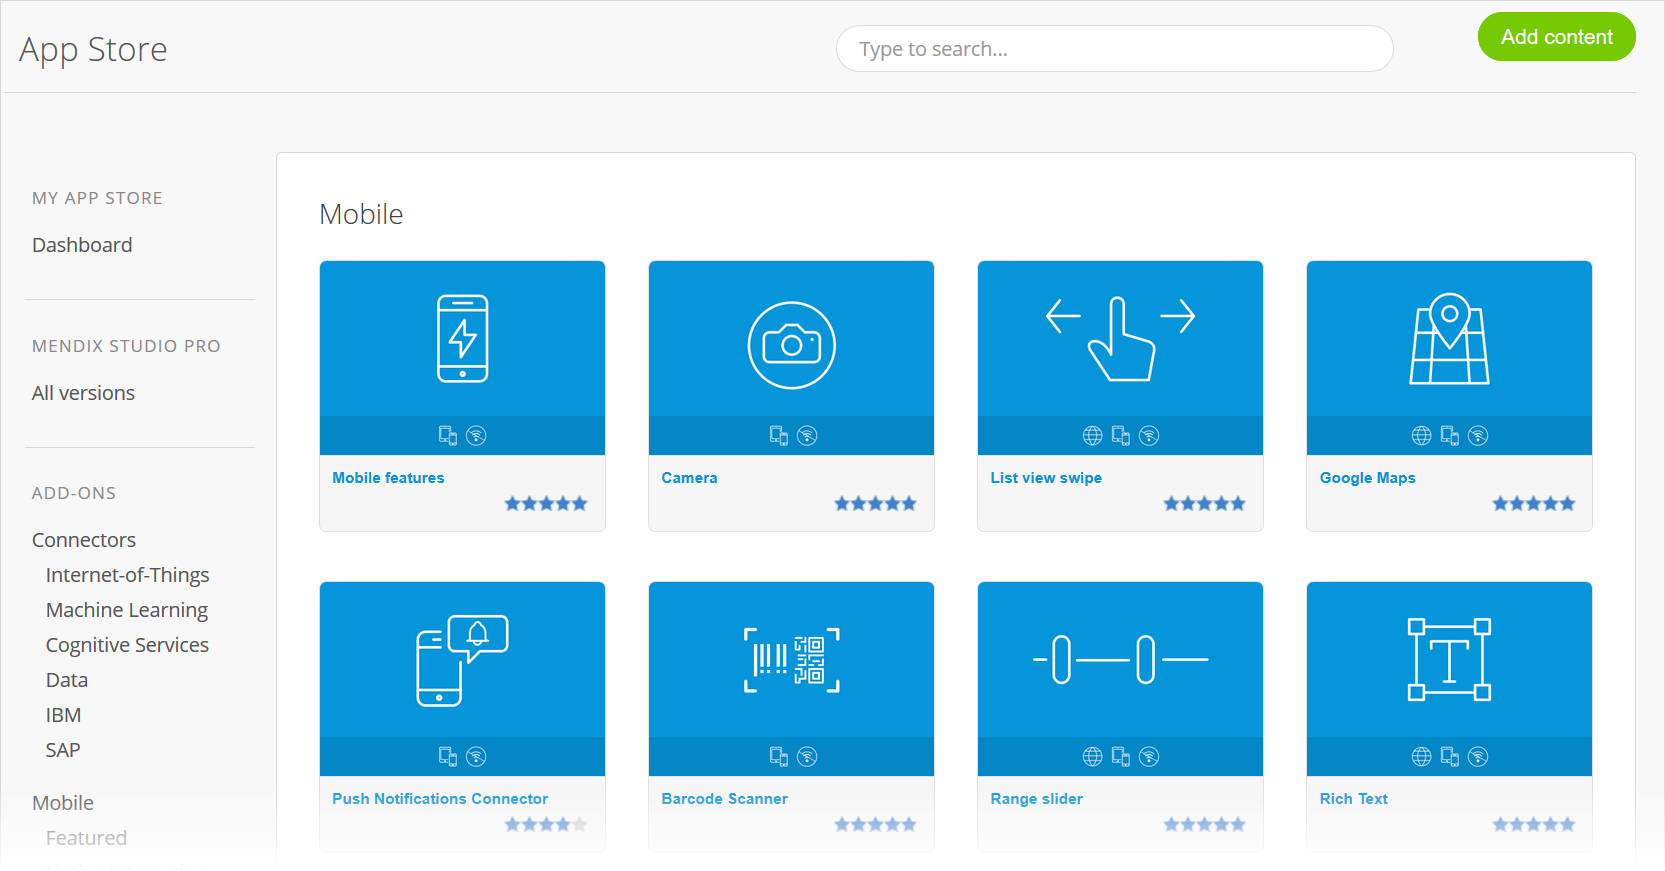 App Store
Type to search...
Add content
MY APP STORE
Dashboard
MENDIX STUDIO PRO
All versions
ADD-ONS
Connectors
Internet-of-Things
Machine Learning
Cognitive Services
Data
IBM
SAP
Mobile
Featured
Mobile
Mobile features
Camera
List view swipe
Google Maps
Push Notifications Connector
Barcode Scanner
Range slider
Rich Text